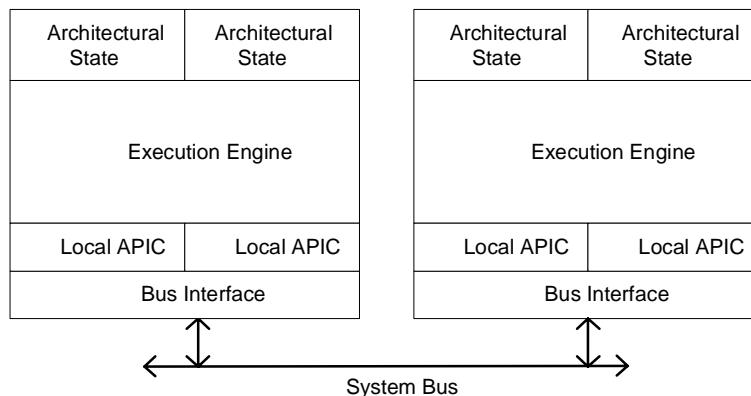 Architectural State
Architectural State
Architectural State
Architectural State
Execution Engine
Execution Engine
Local APIC
Local APIC
Local APIC
Local APIC
Bus Interface
Bus Interface
System Bus